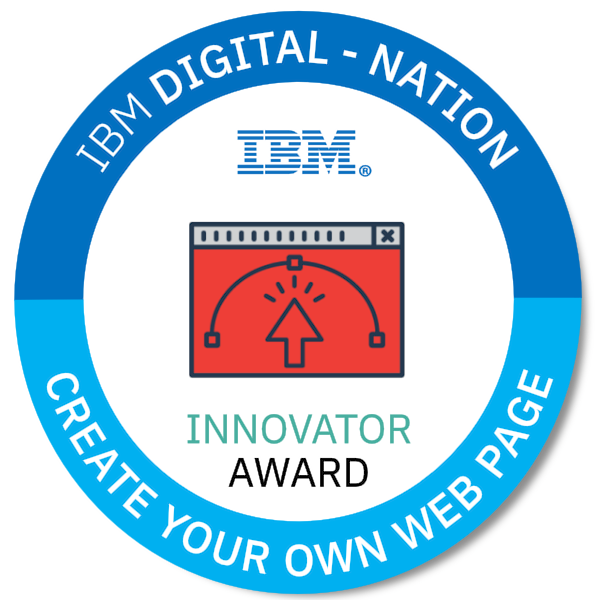 IBM DIGITAL - NATION
IBM®
INNOVATOR
AWARD
CREATE YOUR OWN WEB PAGE